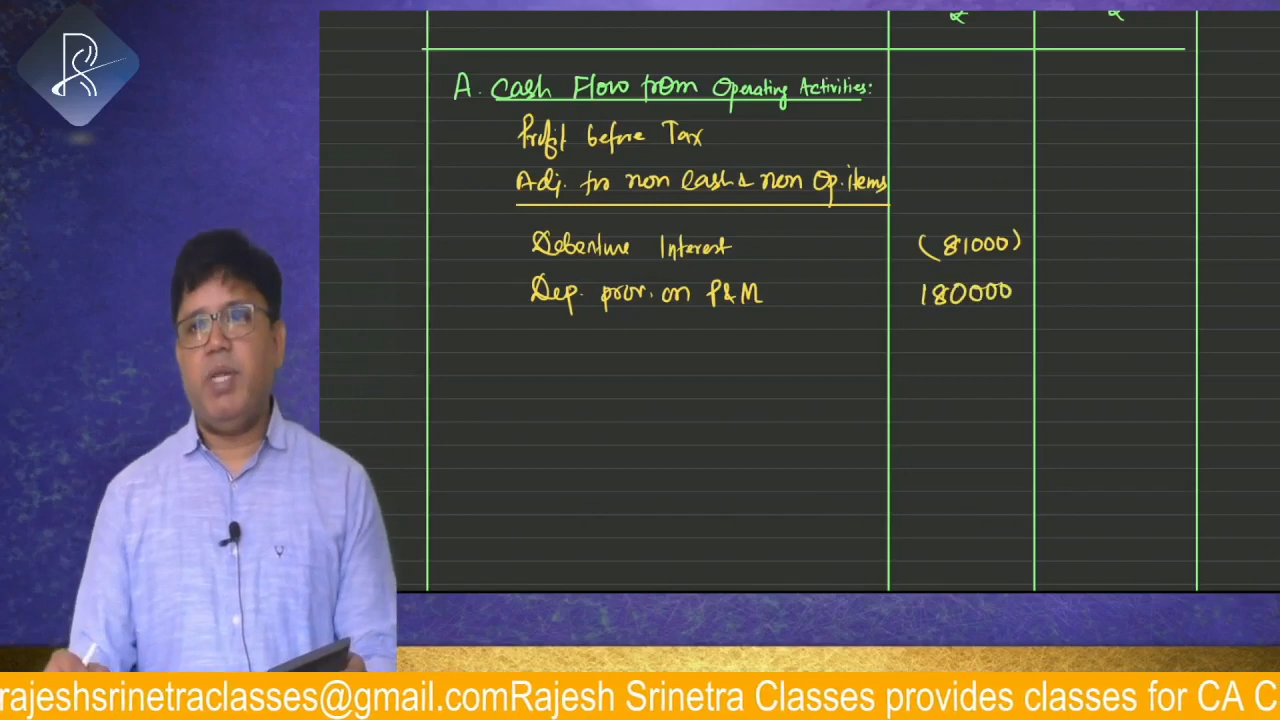 RS
₹ ₹
A. Cash Flow from Operating Activities:
Profit before Tax
Adj. for non Cash & non Op. items
Debenture Interest (81000)
Dep. prov. on P&M 180000
rajeshsrinetraclasses@gmail.comRajesh Srinetra Classes provides classes for CA C